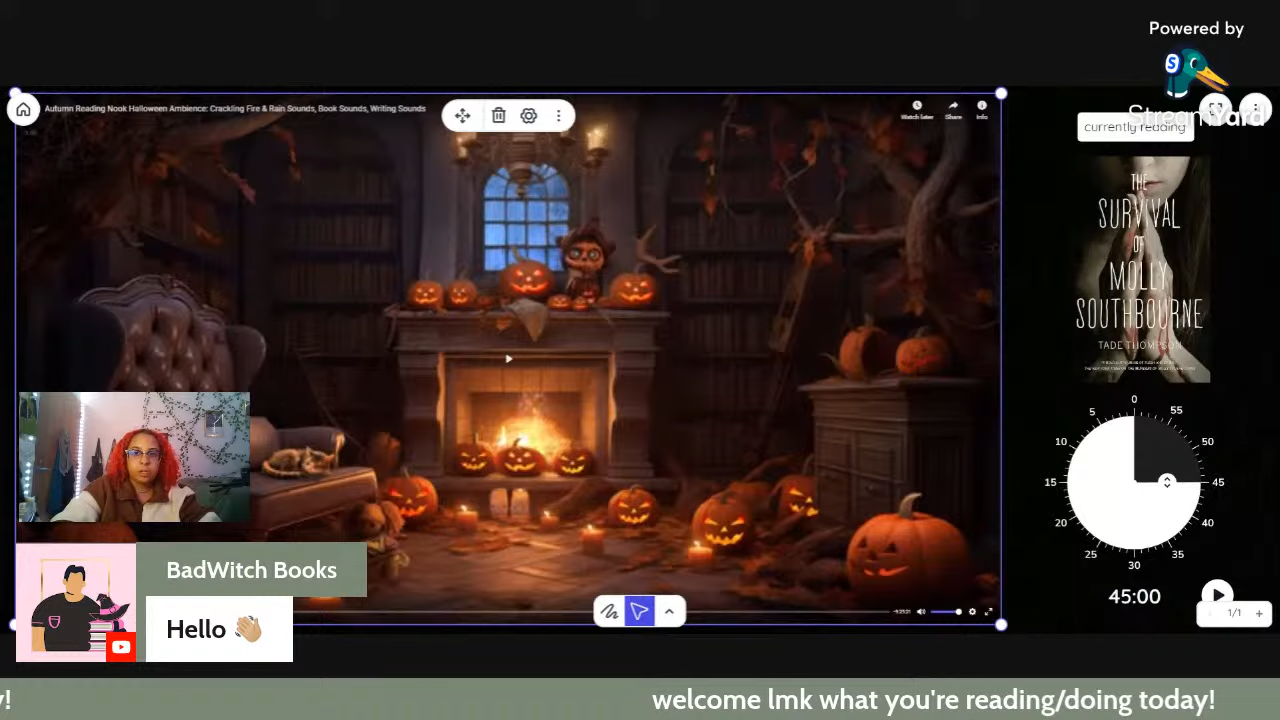 Powered by
StreamYard
Autumn Reading Nook Halloween Ambience: Crackling Fire & Rain Sounds, Book Sounds, Writing Sounds
Watch later
Share
Info
currently reading
THE
SURVIVAL
OF
MOLLY
SOUTHBOURNE
TADE THOMPSON
0
5
55
10
50
15
45
20
40
25
35
30
45:00
1/1
+
BadWitch Books
Hello 👋🏼
y!
welcome lmk what you're reading/doing today!